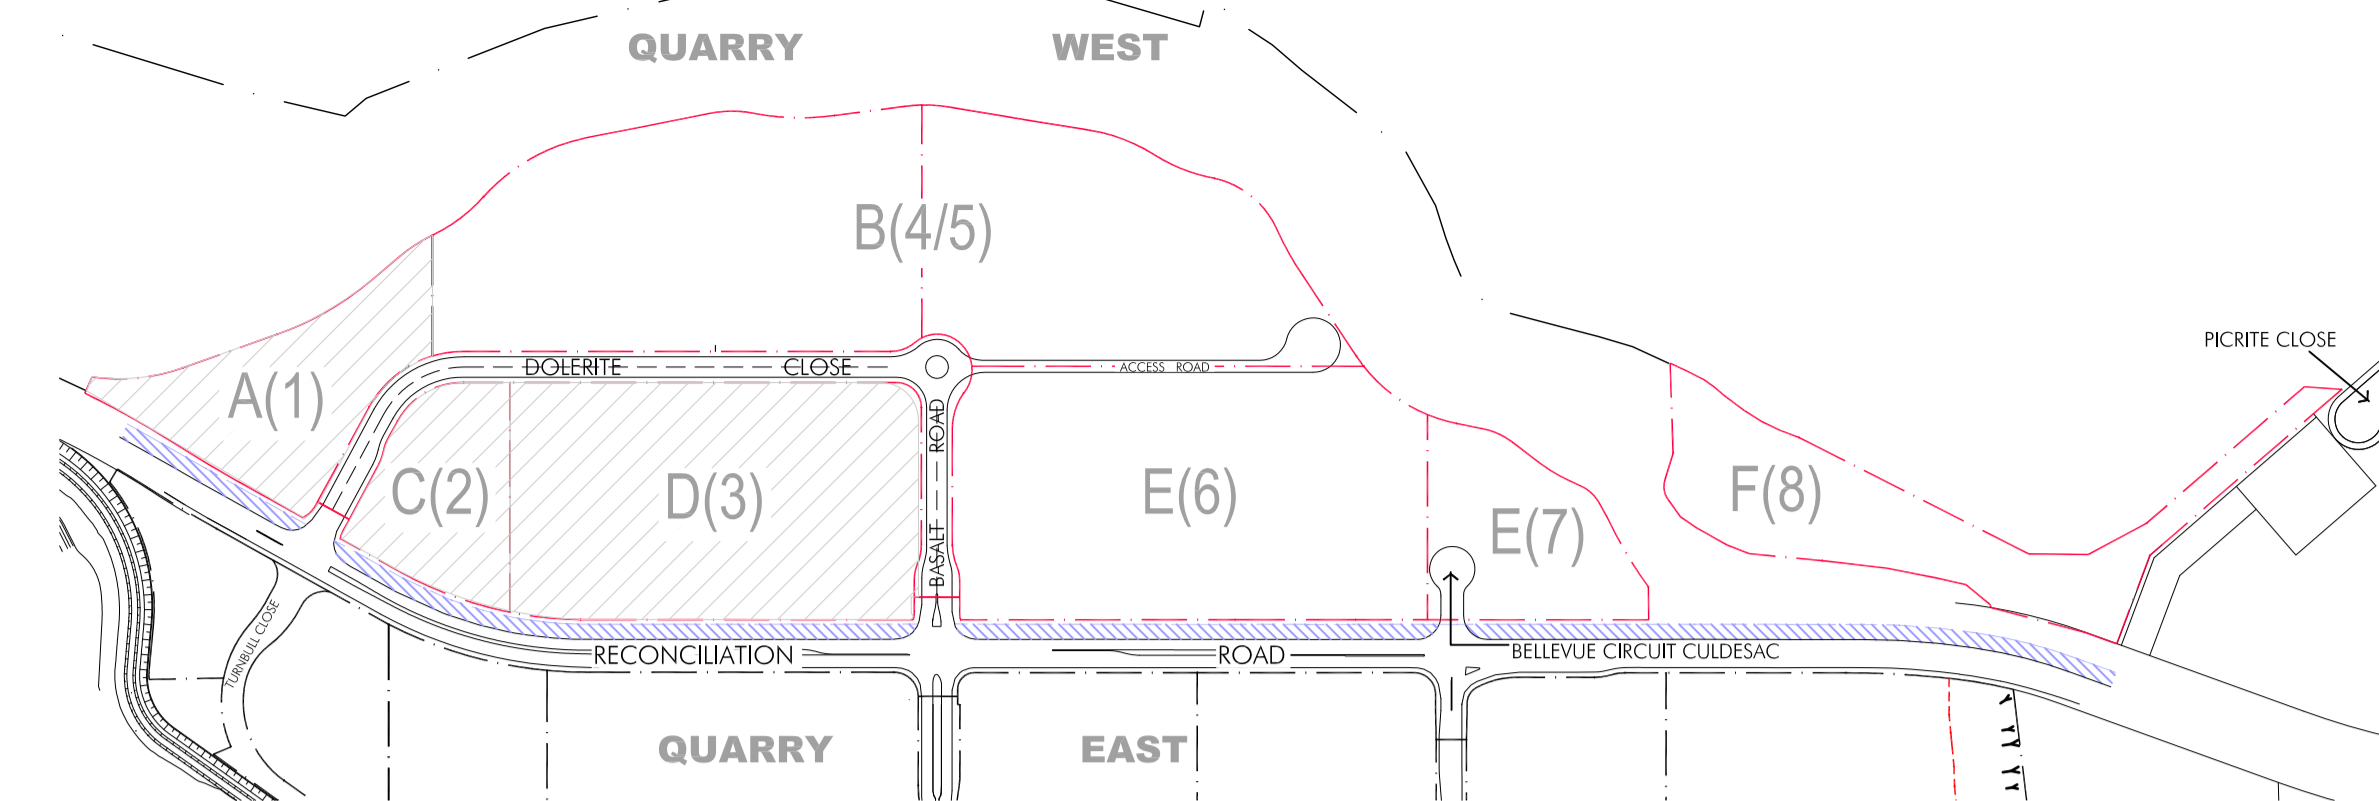 QUARRY WEST
B(4/5)
PICRITE CLOSE
DOLERITE CLOSE
ACCESS ROAD
A(1)
BASALT ROAD
C(2)
D(3)
E(6)
E(7)
F(8)
TURNBULL CLOSE
RECONCILIATION ROAD
BELLEVUE CIRCUIT CULDESAC
QUARRY EAST